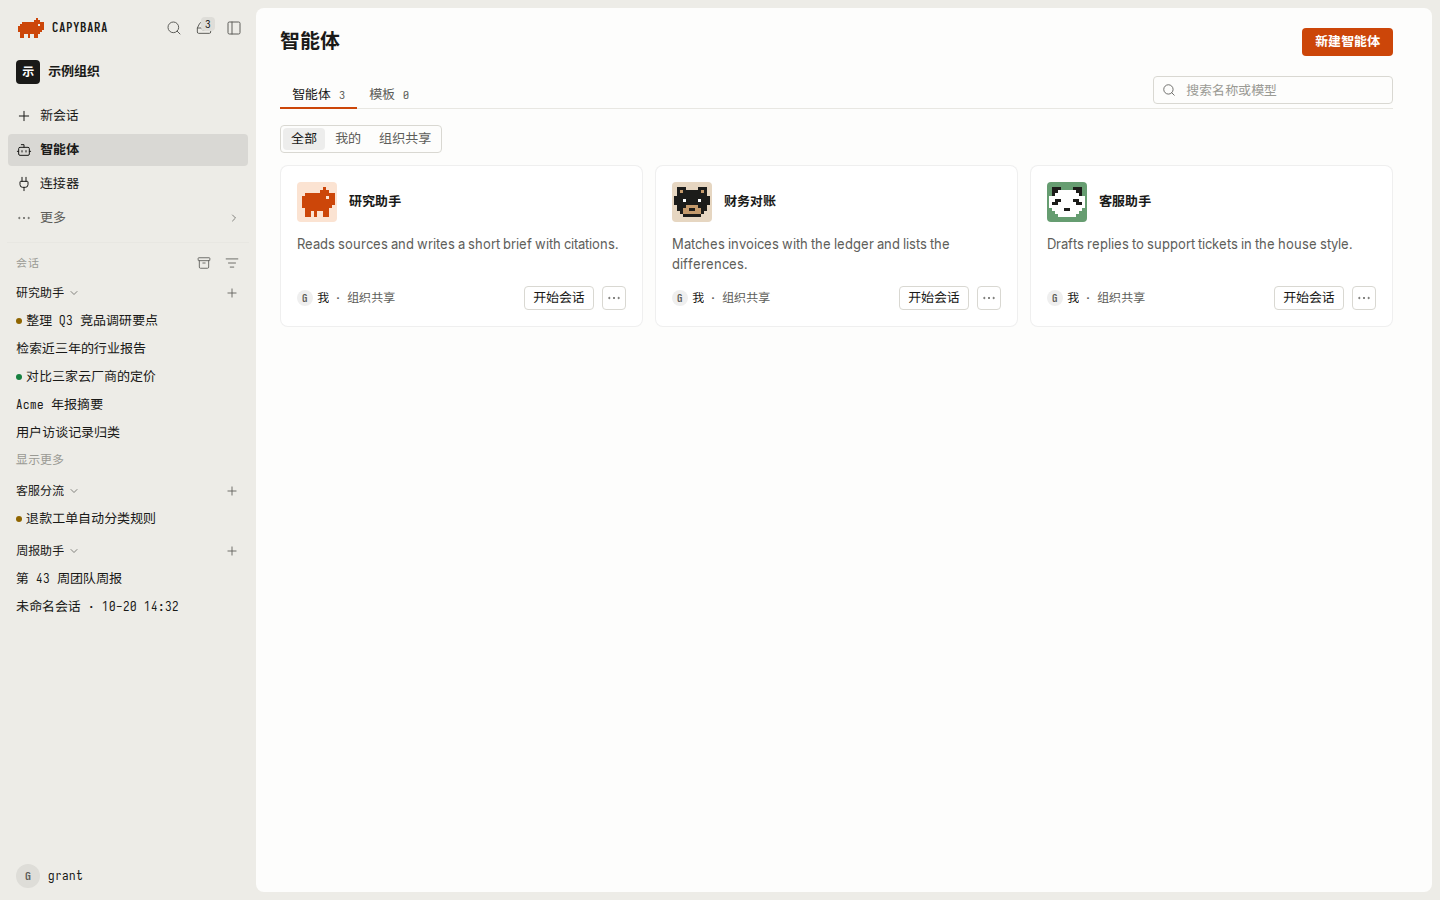 CAPYBARA
3
示 示例组织
新会话
智能体
连接器
更多
会话
研究助手
整理 Q3 竞品调研要点
检索近三年的行业报告
对比三家云厂商的定价
Acme 年报摘要
用户访谈记录归类
显示更多
客服分流
退款工单自动分类规则
周报助手
第 43 周团队周报
未命名会话 · 10-20 14:32
G grant
智能体
新建智能体
智能体 3 模板 0
搜索名称或模型
全部 我的 组织共享
研究助手
Reads sources and writes a short brief with citations.
G 我 · 组织共享 开始会话
财务对账
Matches invoices with the ledger and lists the
differences.
G 我 · 组织共享 开始会话
客服助手
Drafts replies to support tickets in the house style.
G 我 · 组织共享 开始会话